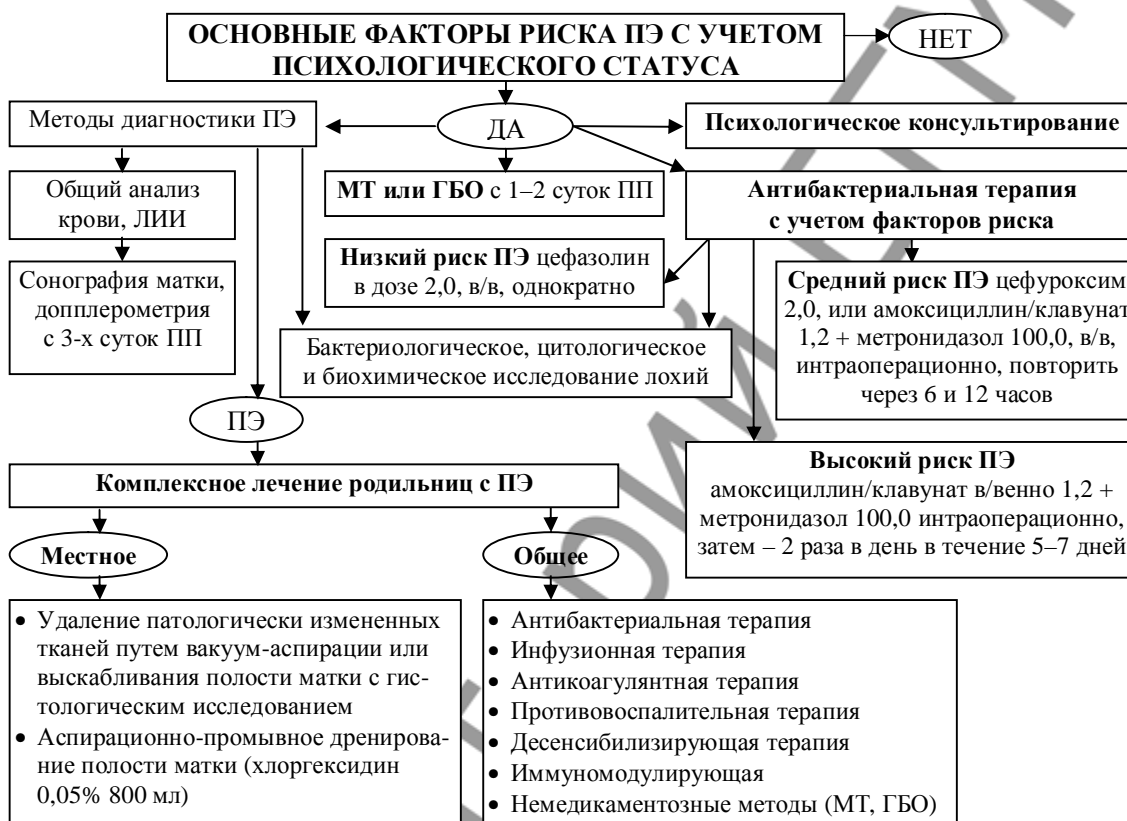 ОСНОВНЫЕ ФАКТОРЫ РИСКА ПЭ С УЧЕТОМ
ПСИХОЛОГИЧЕСКОГО СТАТУСА
НЕТ
Методы диагностики ПЭ
ДА
Психологическое консультирование
Общий анализ
крови, ЛИИ
МТ или ГБО с 1–2 суток ПП
Антибактериальная терапия
с учетом факторов риска
Сонография матки,
допплерометрия
с 3-х суток ПП
Низкий риск ПЭ цефазолин
в дозе 2,0, в/в, однократно
Средний риск ПЭ цефуроксим
2,0, или амоксициллин/клавунат
1,2 + метронидазол 100,0, в/в,
интраоперационно, повторить
через 6 и 12 часов
Бактериологическое, цитологическое
и биохимическое исследование лохий
ПЭ
Высокий риск ПЭ
амоксициллин/клавунат в/венно 1,2 +
метронидазол 100,0 интраоперационно,
затем – 2 раза в день в течение 5–7 дней
Комплексное лечение родильниц с ПЭ
Местное
Общее
• Удаление патологически измененных
тканей путем вакуум-аспирации или
выскабливания полости матки с гис-
тологическим исследованием
• Аспирационно-промывное дренирова-
ние полости матки (хлоргексидин
0,05% 800 мл)
• Антибактериальная терапия
• Инфузионная терапия
• Антикоагулянтная терапия
• Противовоспалительная терапия
• Десенсибилизирующая терапия
• Иммуномодулирующая
• Немедикаментозные методы (МТ, ГБО)